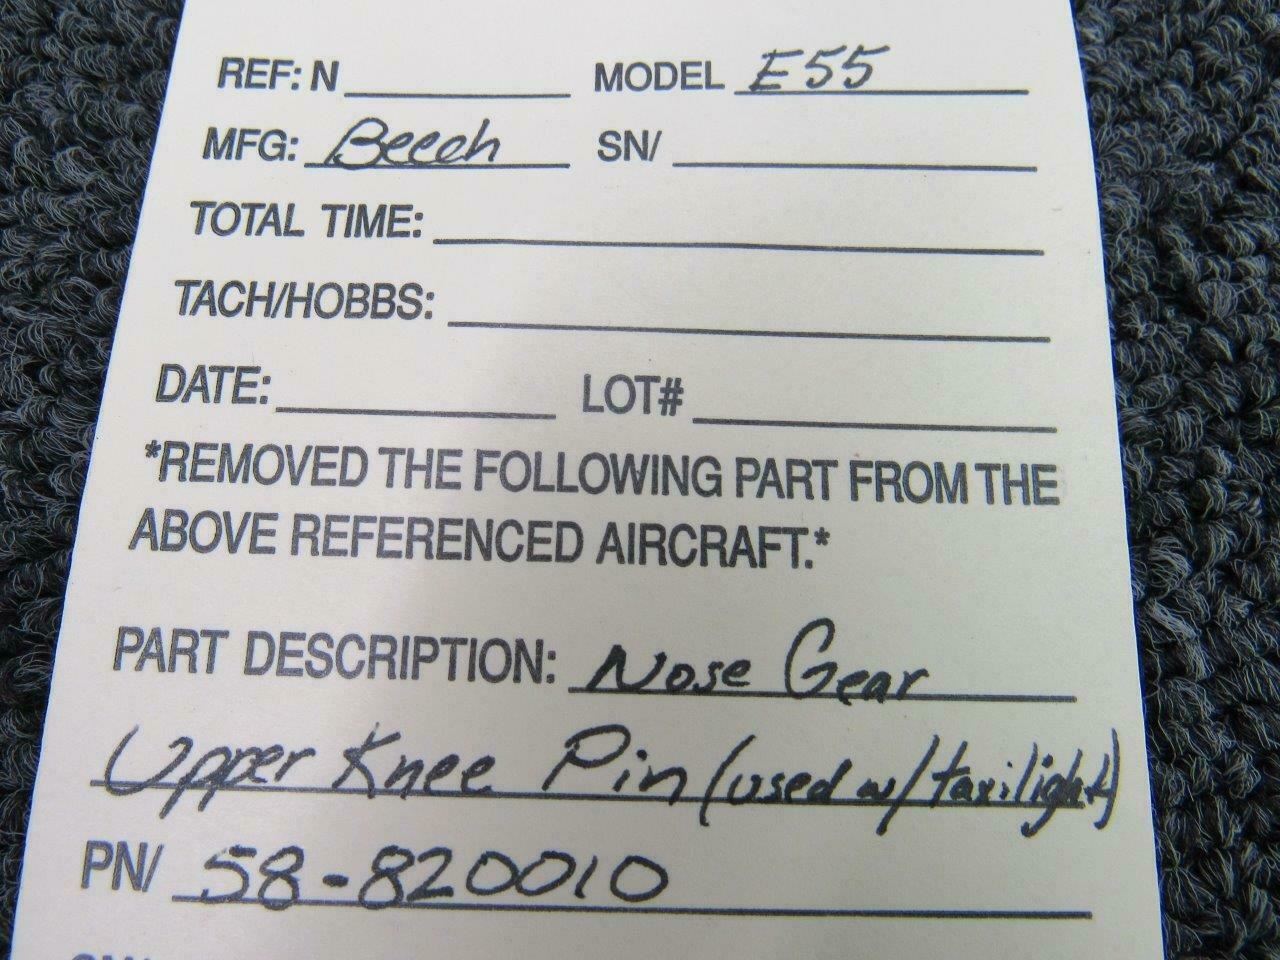 REF: N MODEL E55
MFG: Beech SN/
TOTAL TIME:
TACH/HOBBS:
DATE: LOT#
*REMOVED THE FOLLOWING PART FROM THE
ABOVE REFERENCED AIRCRAFT.*
PART DESCRIPTION: Nose Gear
Upper Knee Pin (used w/ taxilight)
PN/ 58-820010